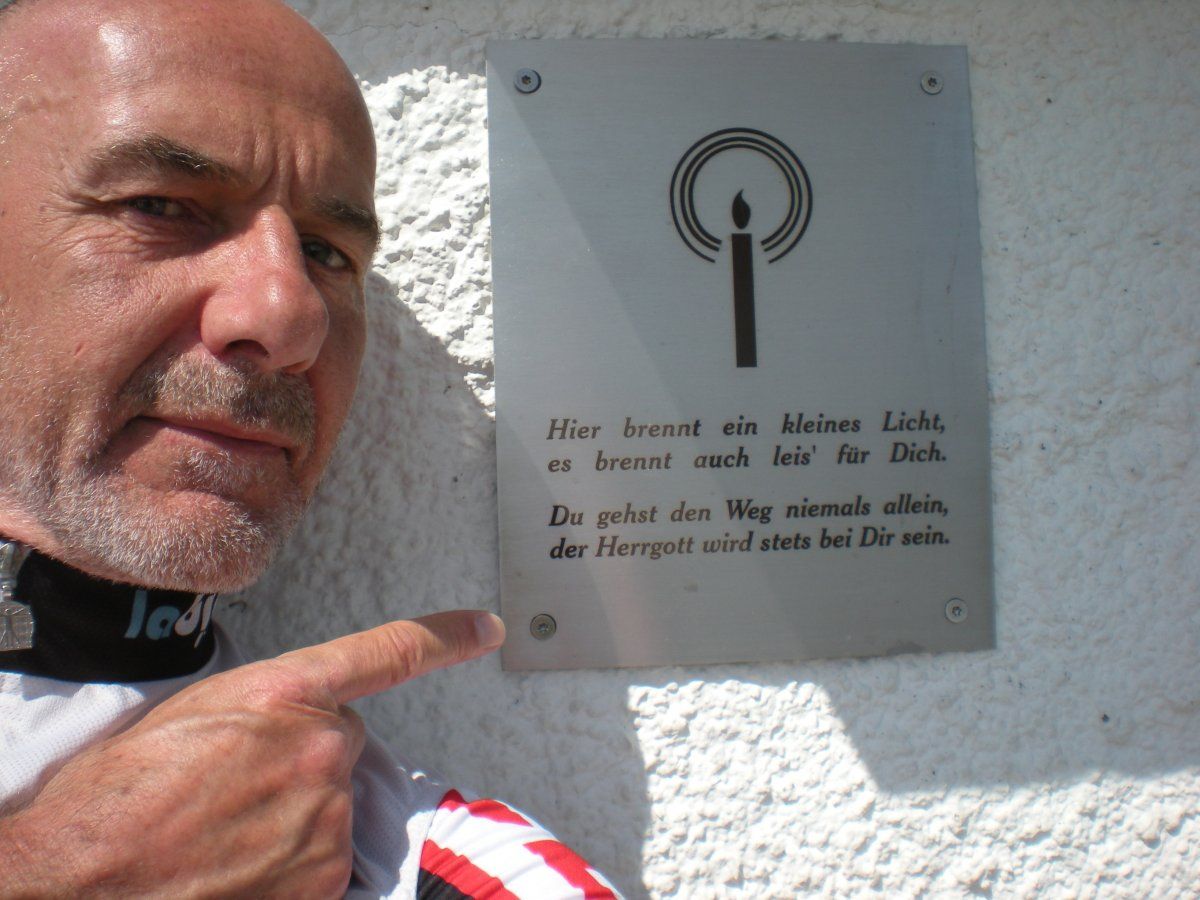 Hier brennt ein kleines Licht,
es brennt auch leis' für Dich.
Du gehst den Weg niemals allein,
der Herrgott wird stets bei Dir sein.